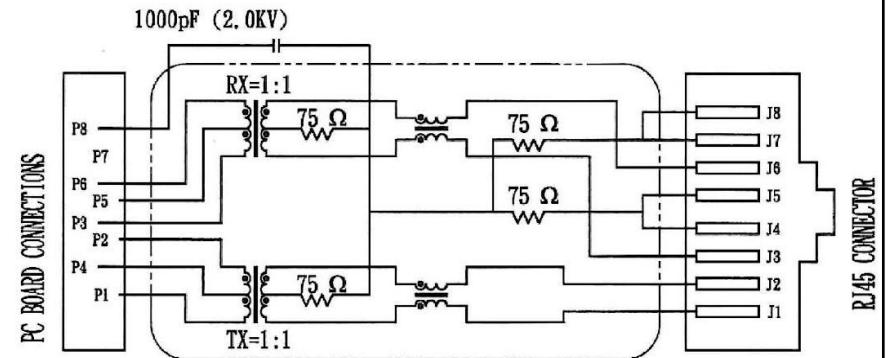 1000pF (2.0KV)
RX=1:1
75 Ω
75 Ω
75 Ω
75 Ω
TX=1:1
PC BOARD CONNECTIONS
P8
P7
P6
P5
P3
P2
P4
P1
J8
J7
J6
J5
J4
J3
J2
J1
RJ45 CONNECTOR